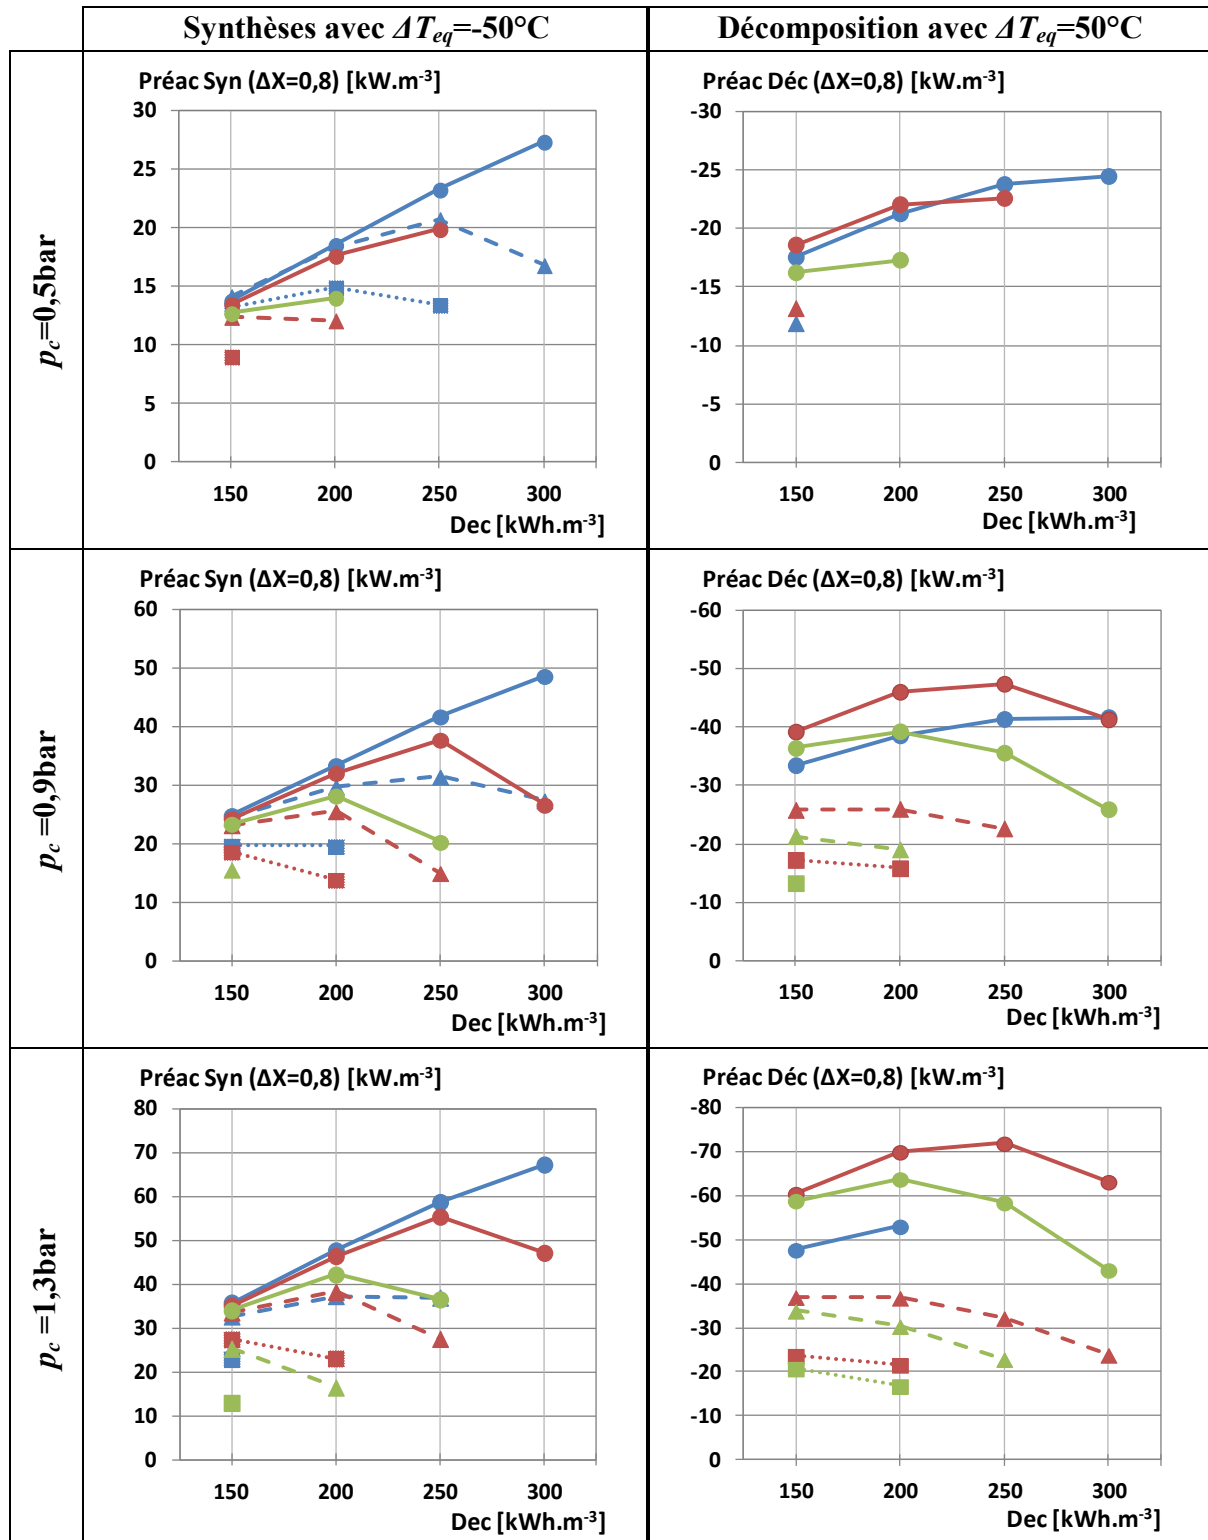 Synthèses avec ΔTeq=-50°C
Décomposition avec ΔTeq=50°C
pc=0,5bar
Préac Syn (ΔX=0,8) [kW.m-3]
30
25
20
15
10
5
0
150 200 250 300
Dec [kWh.m-3]
Préac Déc (ΔX=0,8) [kW.m-3]
-30
-25
-20
-15
-10
-5
0
150 200 250 300
Dec [kWh.m-3]
pc =0,9bar
Préac Syn (ΔX=0,8) [kW.m-3]
60
50
40
30
20
10
0
150 200 250 300
Dec [kWh.m-3]
Préac Déc (ΔX=0,8) [kW.m-3]
-60
-50
-40
-30
-20
-10
0
150 200 250 300
Dec [kWh.m-3]
pc =1,3bar
Préac Syn (ΔX=0,8) [kW.m-3]
80
70
60
50
40
30
20
10
0
150 200 250 300
Dec [kWh.m-3]
Préac Déc (ΔX=0,8) [kW.m-3]
-80
-70
-60
-50
-40
-30
-20
-10
0
150 200 250 300
Dec [kWh.m-3]